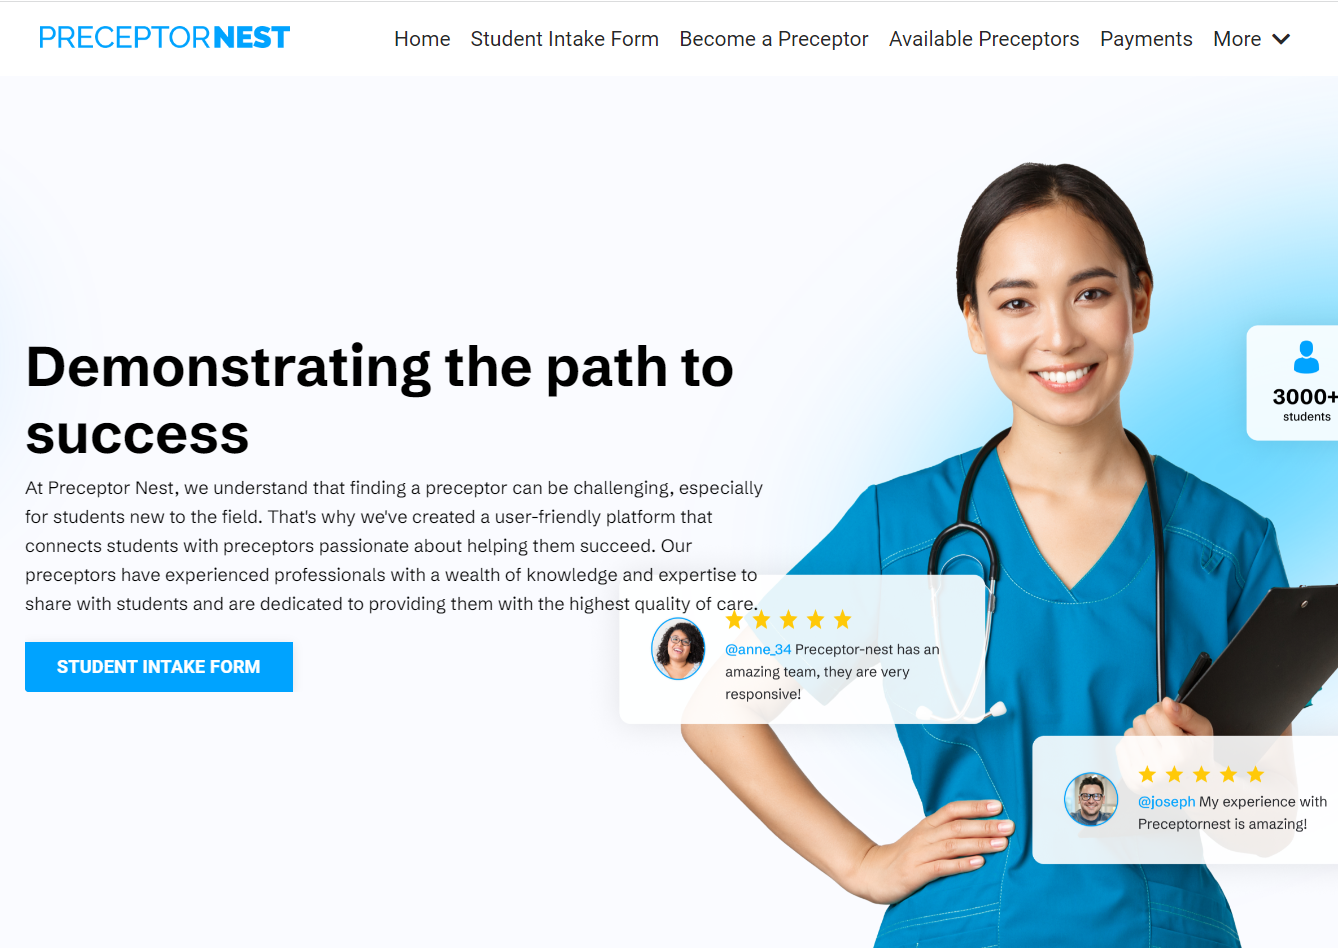 PRECEPTORNEST
Home Student Intake Form Become a Preceptor Available Preceptors Payments More
Demonstrating the path to
success
At Preceptor Nest, we understand that finding a preceptor can be challenging, especially
for students new to the field. That's why we've created a user-friendly platform that
connects students with preceptors passionate about helping them succeed. Our
preceptors have experienced professionals with a wealth of knowledge and expertise to
share with students and are dedicated to providing them with the highest quality of care.
STUDENT INTAKE FORM
3000+
students
@anne_34 Preceptor-nest has an
amazing team, they are very
responsive!
@joseph My experience with
Preceptornest is amazing!